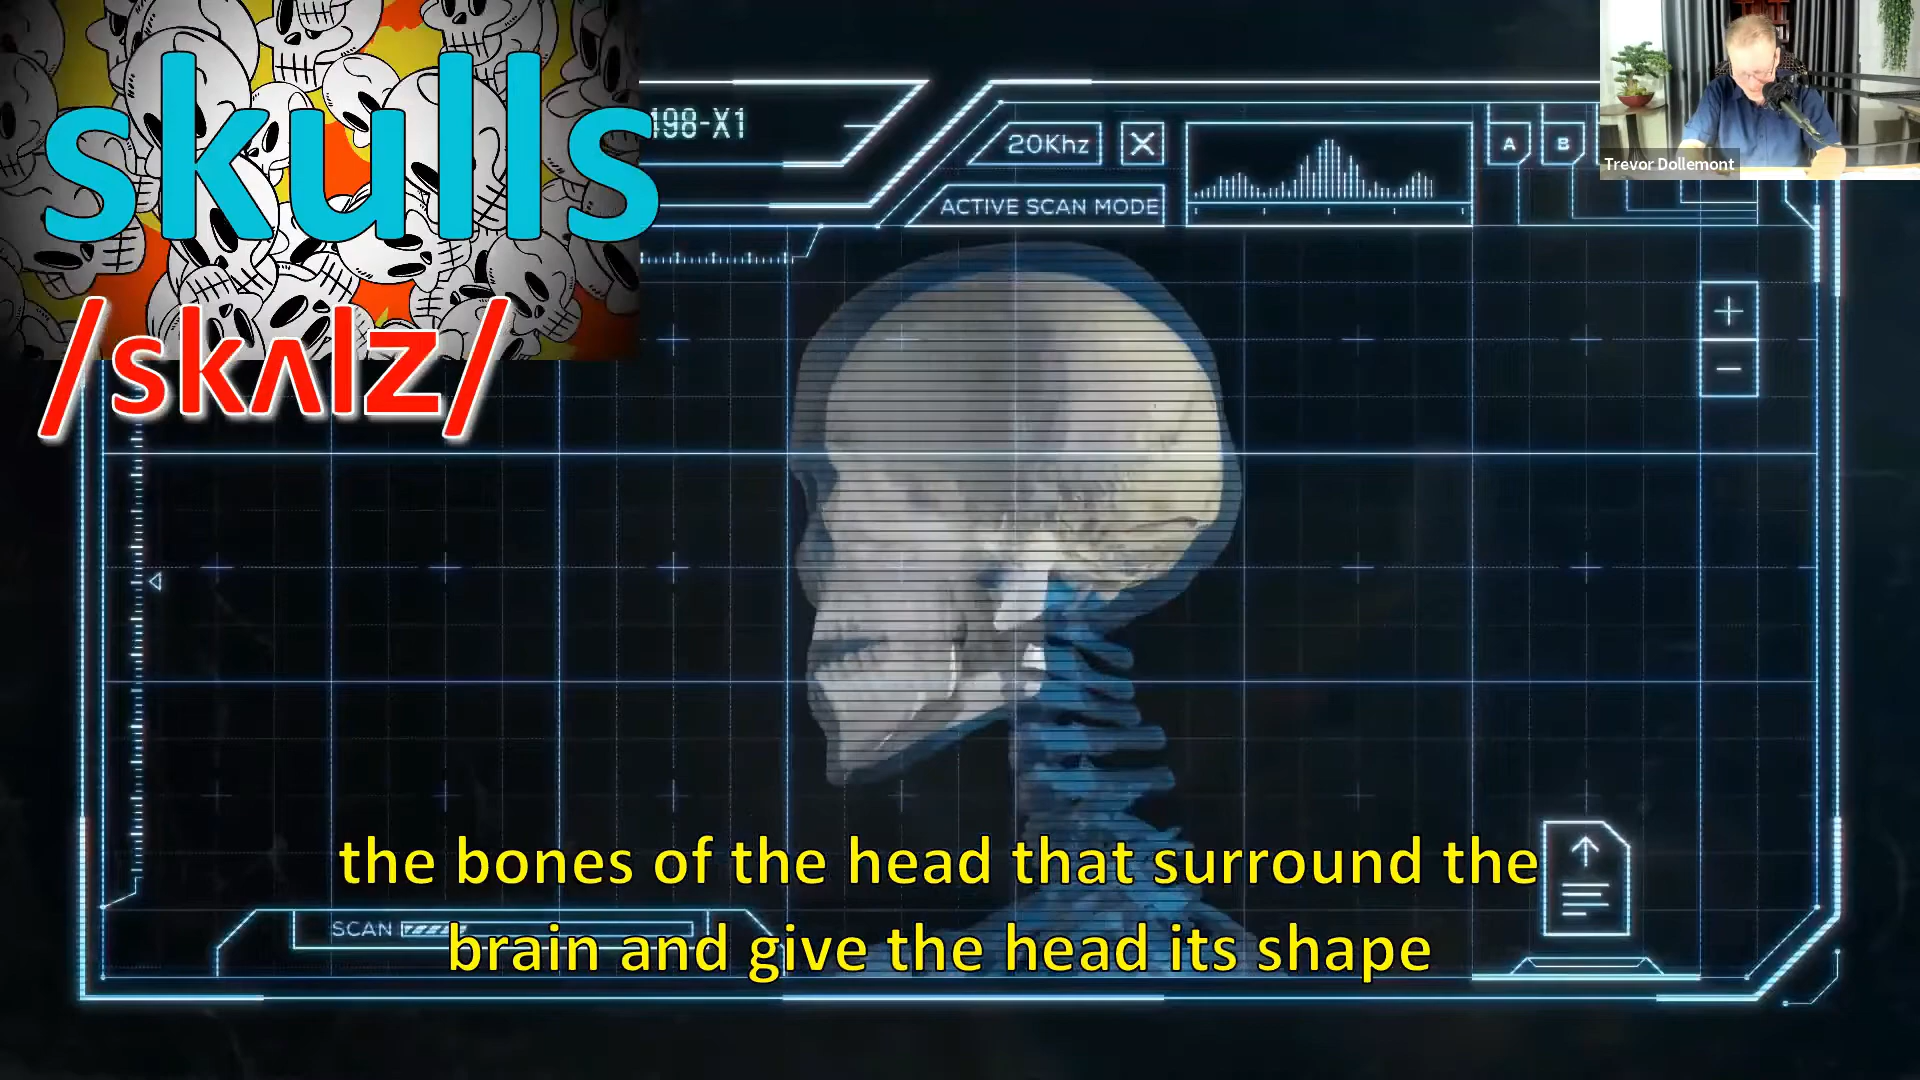 skulls
/skʌlz/
498-X1
20Khz
X
A
B
Trevor Dollemont
ACTIVE SCAN MODE
+
−
the bones of the head that surround the
SCAN
brain and give the head its shape